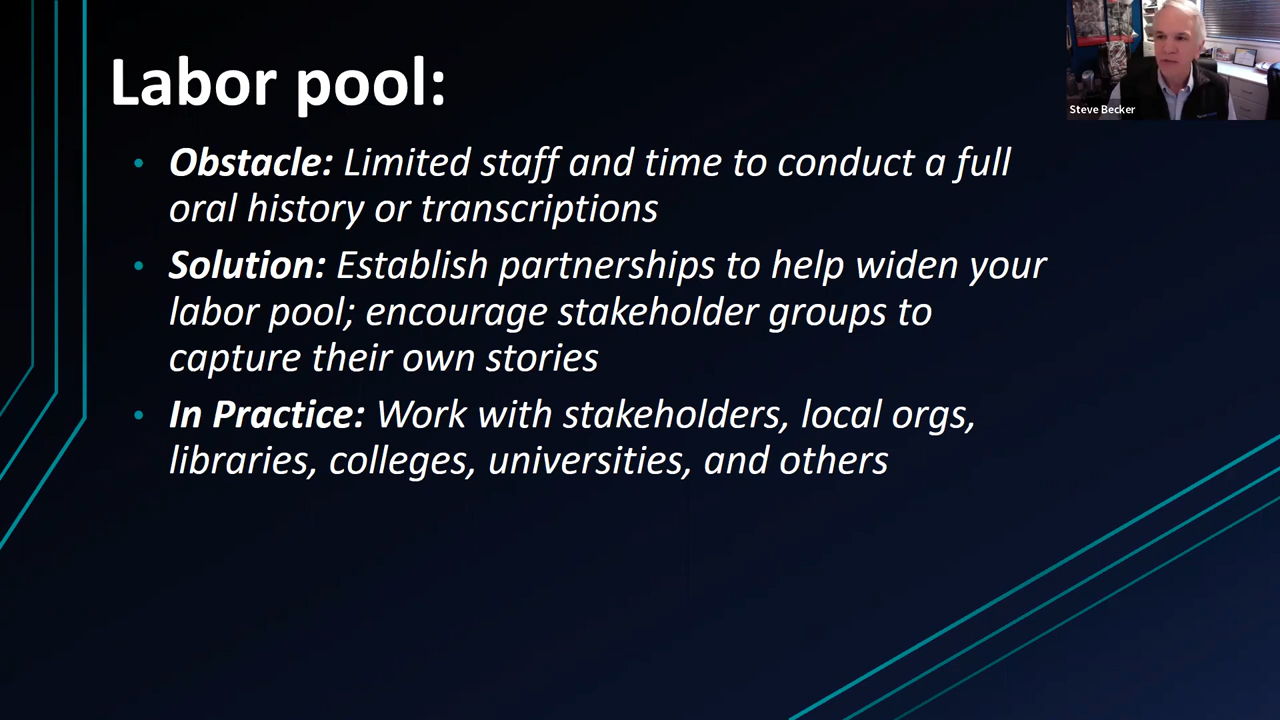 Labor pool:
Steve Becker
• Obstacle: Limited staff and time to conduct a full
oral history or transcriptions
• Solution: Establish partnerships to help widen your
labor pool; encourage stakeholder groups to
capture their own stories
• In Practice: Work with stakeholders, local orgs,
libraries, colleges, universities, and others